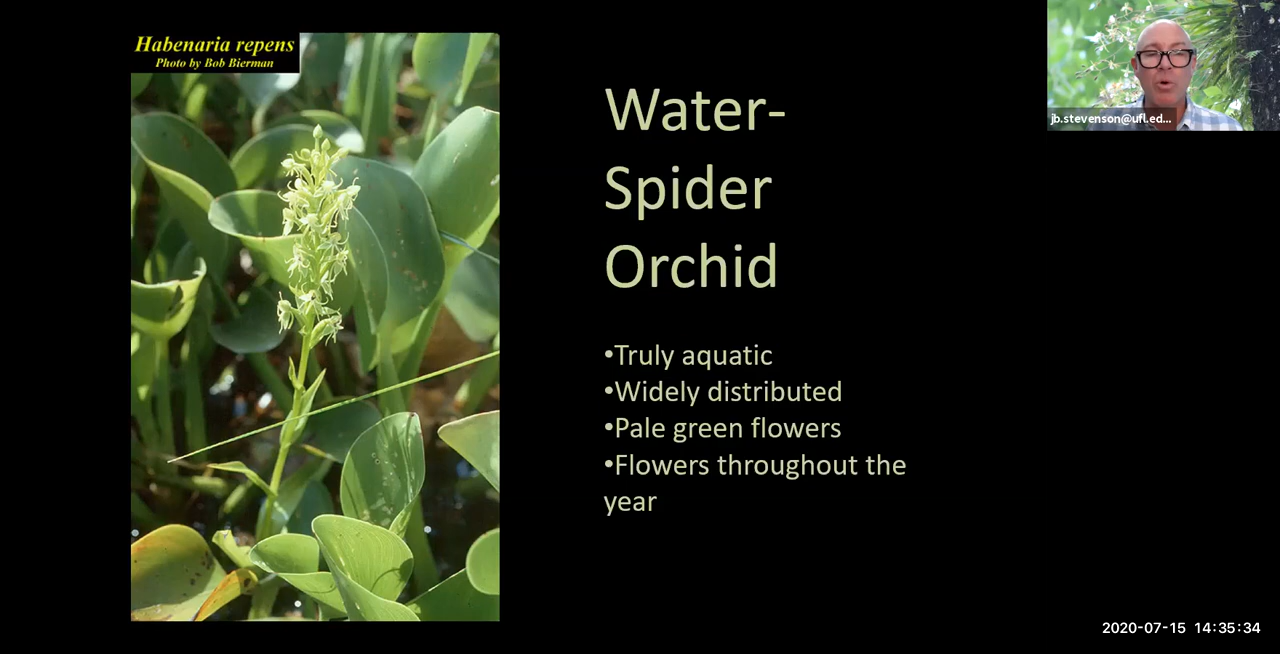 Habenaria repens
Photo by Bob Bierman
Water-
Spider
Orchid
•Truly aquatic
•Widely distributed
•Pale green flowers
•Flowers throughout the
year
jb.stevenson@ufl.ed...
2020-07-15 14:35:34